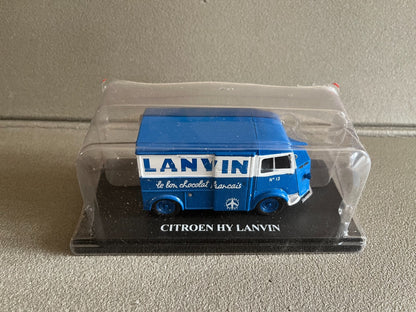 LANVIN
le bon chocolat français
N° 13
CITROEN HY LANVIN